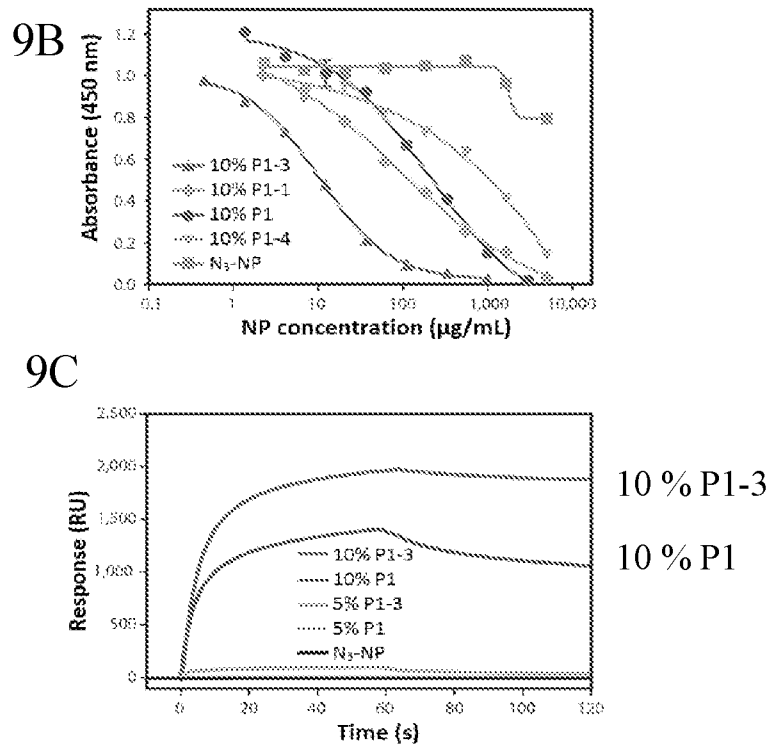 9B
Absorbance (450 nm)
1.2
1.0
0.8
0.6
0.4
0.2
0.0
10% P1-3
10% P1-1
10% P1
10% P1-4
N₃-NP
0.1 1 10 100 1,000 10,000
NP concentration (µg/mL)
9C
Response (RU)
2,500
2,000
1,500
1,000
500
0
10% P1-3
10% P1
5% P1-3
5% P1
N₃-NP
10 % P1-3
10 % P1
0 20 40 60 80 100 120
Time (s)